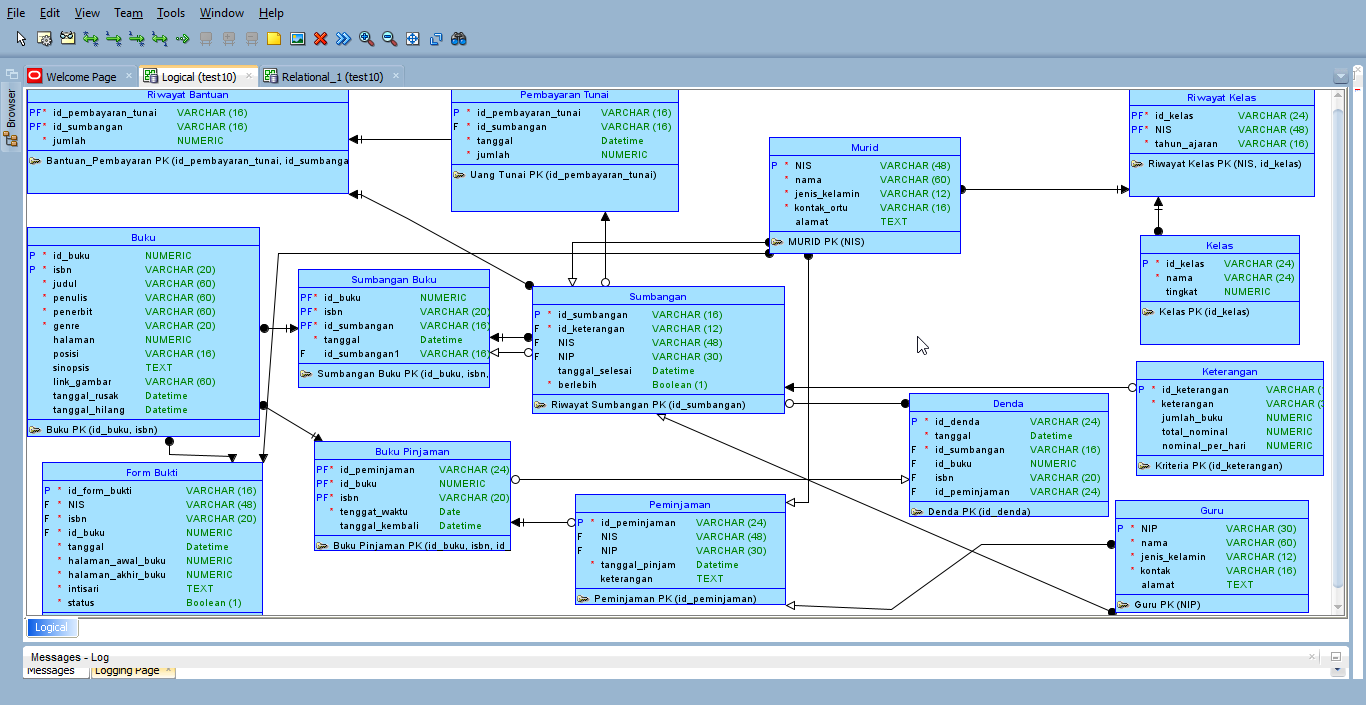 File Edit View Team Tools Window Help
Welcome Page × Logical (test10) × Relational_1 (test10) ×
Browser
Riwayat Bantuan
PF* id_pembayaran_tunai VARCHAR (16)
PF* id_sumbangan VARCHAR (16)
* jumlah NUMERIC
Bantuan_Pembayaran PK (id_pembayaran_tunai, id_sumbanga
Pembayaran Tunai
P * id_pembayaran_tunai VARCHAR (16)
F * id_sumbangan VARCHAR (16)
* tanggal Datetime
* jumlah NUMERIC
Uang Tunai PK (id_pembayaran_tunai)
Murid
P * NIS VARCHAR (48)
* nama VARCHAR (60)
* jenis_kelamin VARCHAR (12)
* kontak_ortu VARCHAR (16)
alamat TEXT
MURID PK (NIS)
Riwayat Kelas
PF* id_kelas VARCHAR (24)
PF* NIS VARCHAR (48)
* tahun_ajaran VARCHAR (16)
Riwayat Kelas PK (NIS, id_kelas)
Buku
P * id_buku NUMERIC
P * isbn VARCHAR (20)
* judul VARCHAR (60)
* penulis VARCHAR (60)
* penerbit VARCHAR (60)
* genre VARCHAR (20)
halaman NUMERIC
posisi VARCHAR (16)
sinopsis TEXT
link_gambar VARCHAR (60)
tanggal_rusak Datetime
tanggal_hilang Datetime
Buku PK (id_buku, isbn)
Sumbangan Buku
PF* id_buku NUMERIC
PF* isbn VARCHAR (20)
PF* id_sumbangan VARCHAR (16)
* tanggal Datetime
F id_sumbangan1 VARCHAR (16)
Sumbangan Buku PK (id_buku, isbn,
Sumbangan
P * id_sumbangan VARCHAR (16)
F * id_keterangan VARCHAR (12)
F NIS VARCHAR (48)
F NIP VARCHAR (30)
tanggal_selesai Datetime
* berlebih Boolean (1)
Riwayat Sumbangan PK (id_sumbangan)
Kelas
P * id_kelas VARCHAR (24)
* nama VARCHAR (24)
tingkat NUMERIC
Kelas PK (id_kelas)
Keterangan
P * id_keterangan VARCHAR (
* keterangan VARCHAR (
jumlah_buku NUMERIC
total_nominal NUMERIC
nominal_per_hari NUMERIC
Kriteria PK (id_keterangan)
Denda
P * id_denda VARCHAR (24)
* tanggal Datetime
F * id_sumbangan VARCHAR (16)
F id_buku NUMERIC
F isbn VARCHAR (20)
F id_peminjaman VARCHAR (24)
Denda PK (id_denda)
Form Bukti
P * id_form_bukti VARCHAR (16)
F * NIS VARCHAR (48)
F * isbn VARCHAR (20)
F * id_buku NUMERIC
* tanggal Datetime
* halaman_awal_buku NUMERIC
* halaman_akhir_buku NUMERIC
* intisari TEXT
* status Boolean (1)
Buku Pinjaman
PF* id_peminjaman VARCHAR (24)
PF* id_buku NUMERIC
PF* isbn VARCHAR (20)
* tenggat_waktu Date
tanggal_kembali Datetime
Buku Pinjaman PK (id_buku, isbn, id
Peminjaman
P * id_peminjaman VARCHAR (24)
F NIS VARCHAR (48)
F NIP VARCHAR (30)
* tanggal_pinjam Datetime
keterangan TEXT
Peminjaman PK (id_peminjaman)
Guru
P * NIP VARCHAR (30)
* nama VARCHAR (60)
* jenis_kelamin VARCHAR (12)
* kontak VARCHAR (16)
alamat TEXT
Guru PK (NIP)
Logical
Messages - Log
Messages Logging Page ×